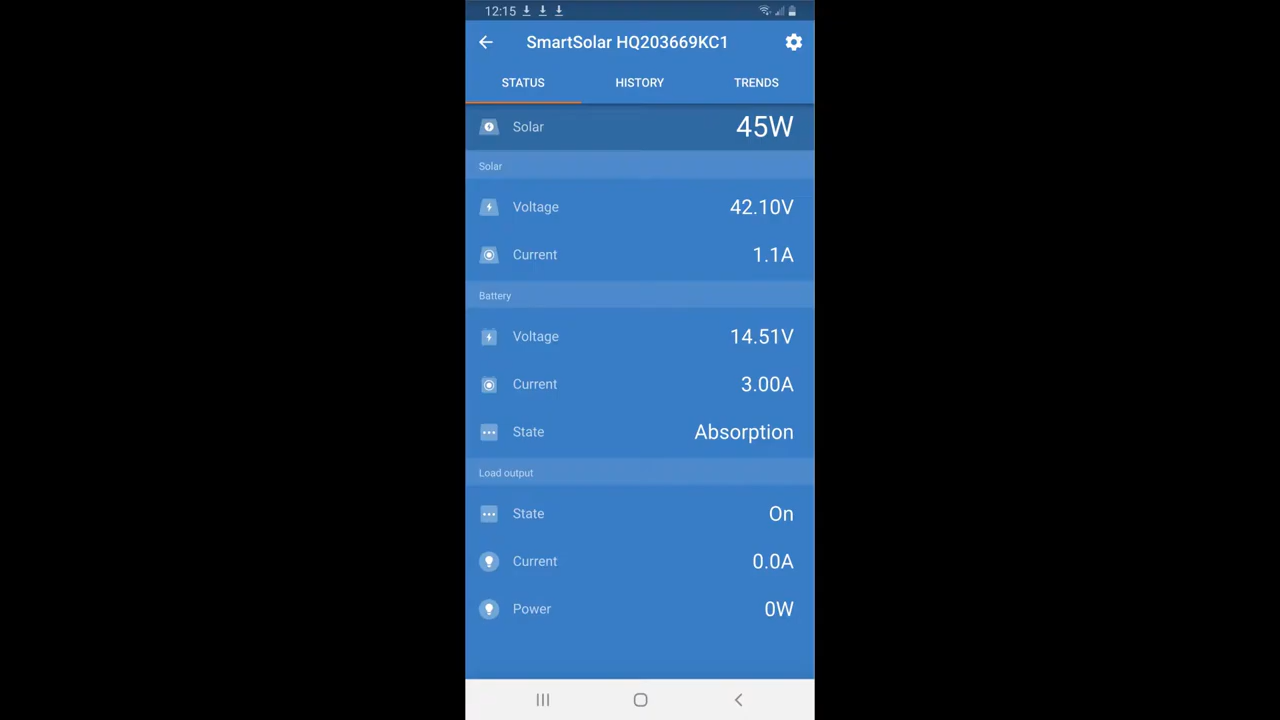 12:15
SmartSolar HQ203669KC1
STATUS HISTORY TRENDS
Solar 45W
Solar
Voltage 42.10V
Current 1.1A
Battery
Voltage 14.51V
Current 3.00A
State Absorption
Load output
State On
Current 0.0A
Power 0W